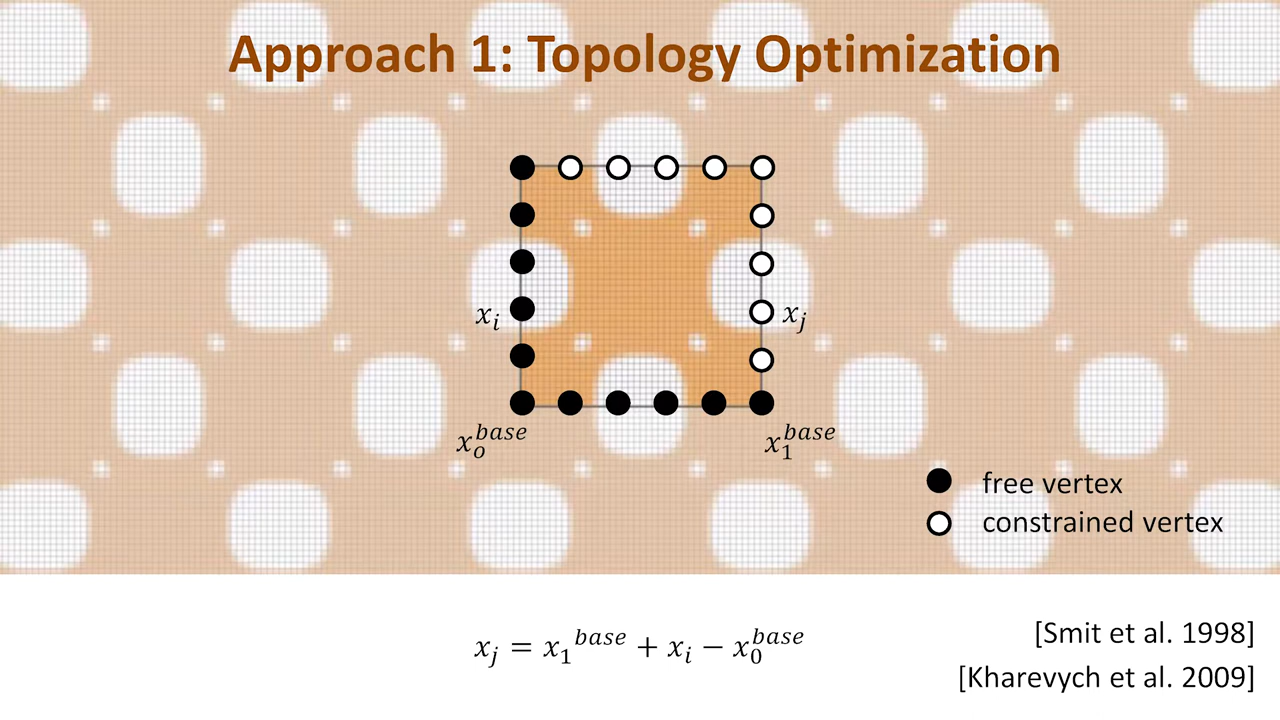 Approach 1: Topology Optimization
x_i
x_j
x_o^{base}
x_1^{base}
free vertex
constrained vertex
x_j = x_1^{base} + x_i − x_0^{base}
[Smit et al. 1998]
[Kharevych et al. 2009]